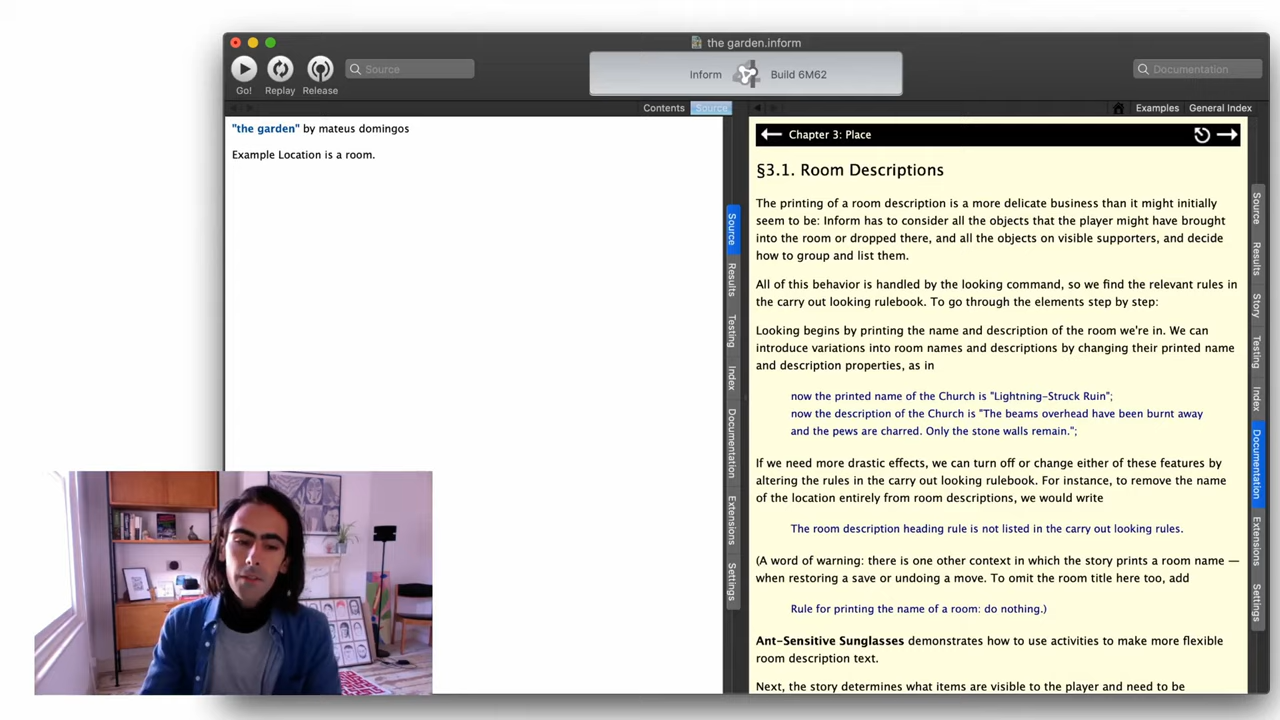 the garden.inform
Go!
Replay
Release
Source
Inform
Build 6M62
Documentation
Contents
Source
Examples
General Index
"the garden" by mateus domingos
Example Location is a room.
Source
Results
Testing
Index
Documentation
Extensions
Settings
Chapter 3: Place
§3.1. Room Descriptions
The printing of a room description is a more delicate business than it might initially
seem to be: Inform has to consider all the objects that the player might have brought
into the room or dropped there, and all the objects on visible supporters, and decide
how to group and list them.
All of this behavior is handled by the looking command, so we find the relevant rules in
the carry out looking rulebook. To go through the elements step by step:
Looking begins by printing the name and description of the room we're in. We can
introduce variations into room names and descriptions by changing their printed name
and description properties, as in
now the printed name of the Church is "Lightning-Struck Ruin";
now the description of the Church is "The beams overhead have been burnt away
and the pews are charred. Only the stone walls remain.";
If we need more drastic effects, we can turn off or change either of these features by
altering the rules in the carry out looking rulebook. For instance, to remove the name
of the location entirely from room descriptions, we would write
The room description heading rule is not listed in the carry out looking rules.
(A word of warning: there is one other context in which the story prints a room name —
when restoring a save or undoing a move. To omit the room title here too, add
Rule for printing the name of a room: do nothing.)
Ant-Sensitive Sunglasses demonstrates how to use activities to make more flexible
room description text.
Next, the story determines what items are visible to the player and need to be
Source
Results
Story
Testing
Index
Documentation
Extensions
Settings